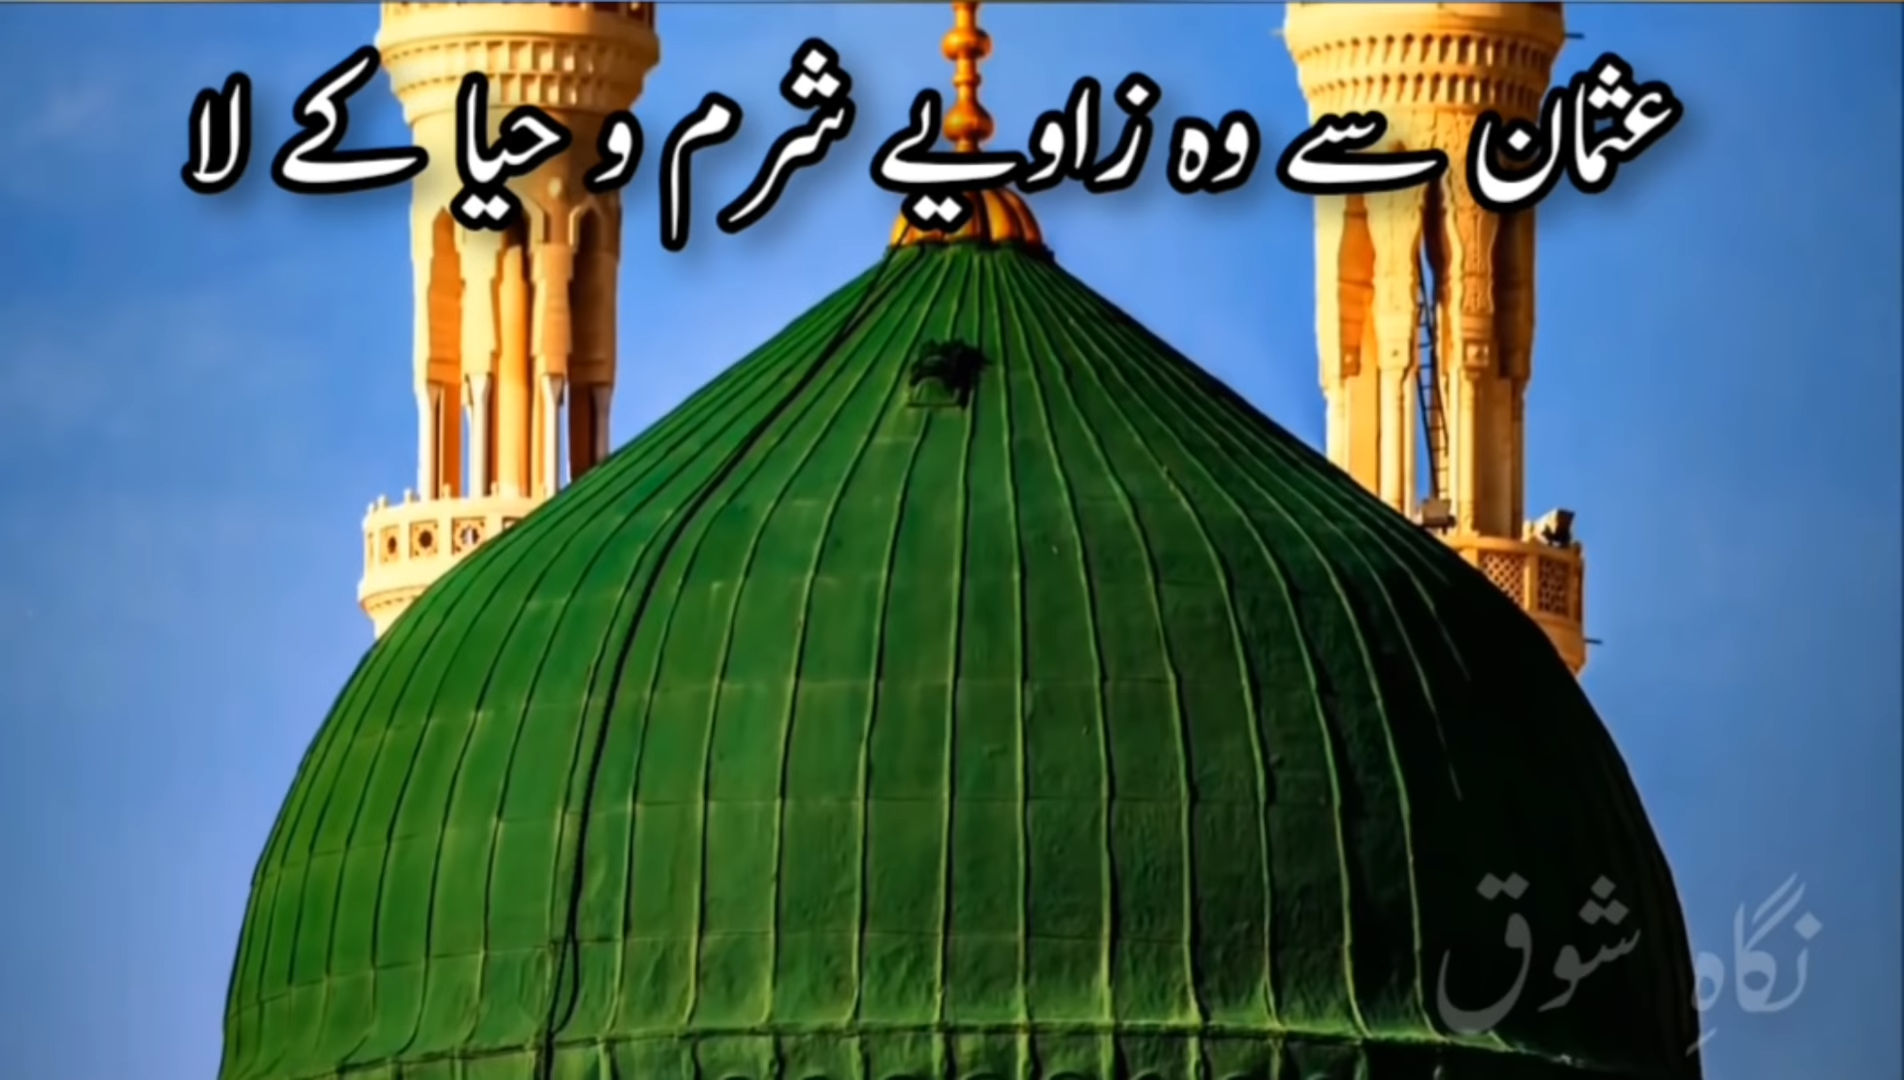 عثمان سے وہ زاویے شرم و حیا کے لا
نگاہِ شوق